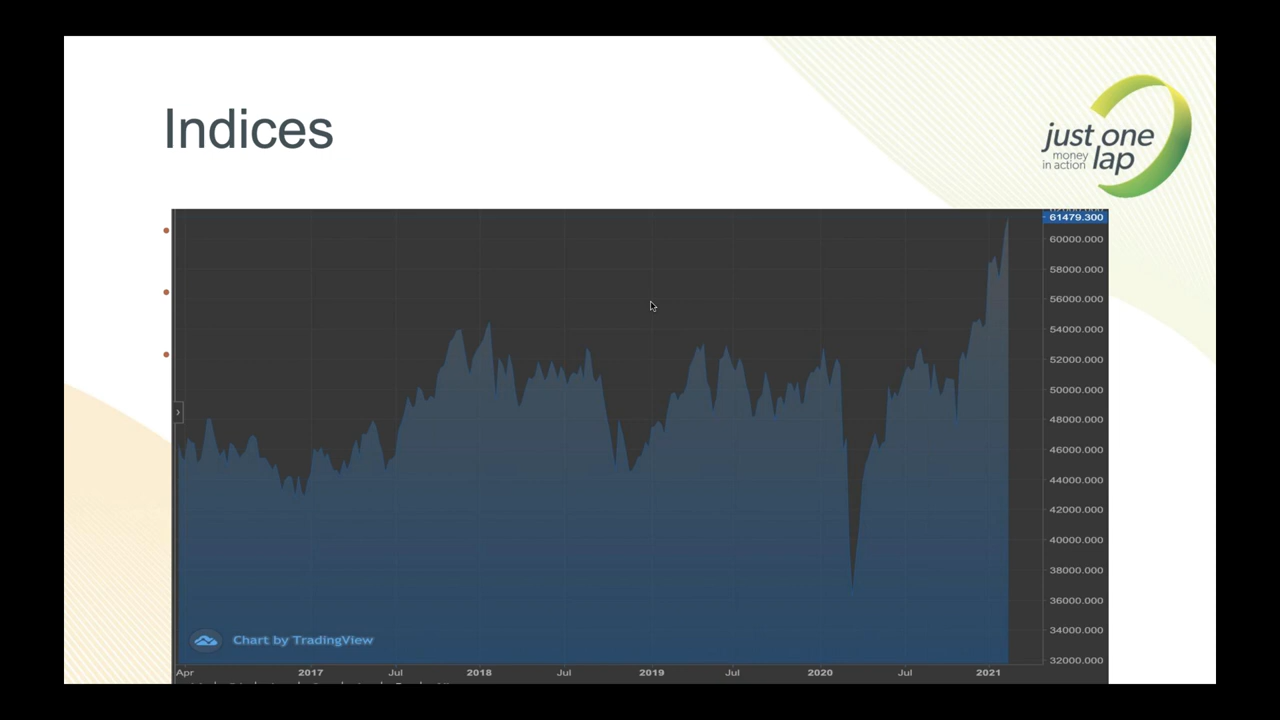 Indices
just one
money
in action
lap
61479.300
60000.000
58000.000
56000.000
54000.000
52000.000
50000.000
48000.000
46000.000
44000.000
42000.000
40000.000
38000.000
36000.000
34000.000
32000.000
Chart by TradingView
Apr 2017 Jul 2018 Jul 2019 Jul 2020 Jul 2021